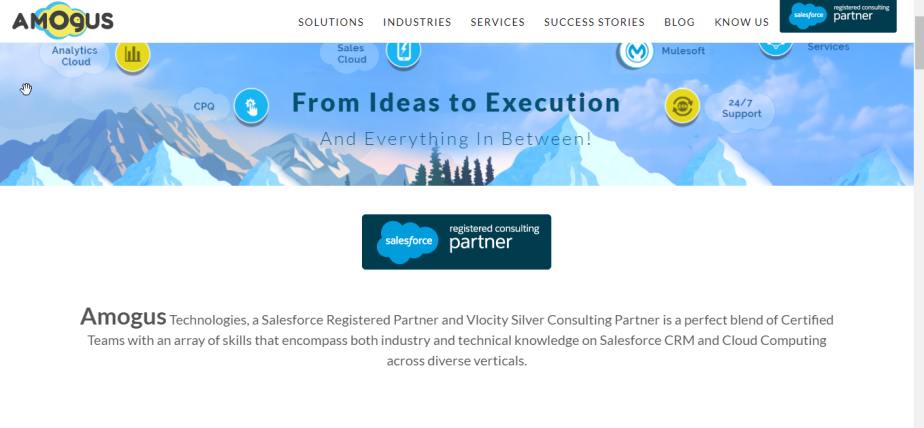 AMOgUS
SOLUTIONS INDUSTRIES SERVICES SUCCESS STORIES BLOG KNOW US
salesforce
registered consulting
partner
Analytics
Cloud
Sales
Cloud
Mulesoft
Services
CPQ
From Ideas to Execution
24/7
Support
And Everything In Between!
salesforce
registered consulting
partner
Amogus Technologies, a Salesforce Registered Partner and Vlocity Silver Consulting Partner is a perfect blend of Certified
Teams with an array of skills that encompass both industry and technical knowledge on Salesforce CRM and Cloud Computing
across diverse verticals.